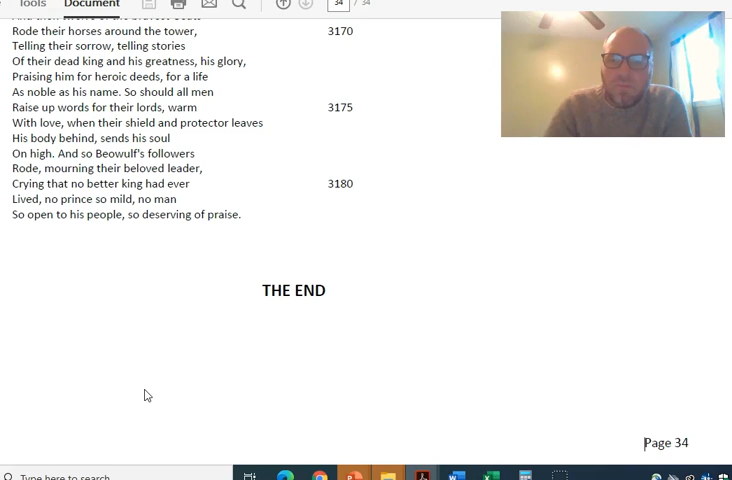 Tools Document 34 / 34
Rode their horses around the tower, 3170
Telling their sorrow, telling stories
Of their dead king and his greatness, his glory,
Praising him for heroic deeds, for a life
As noble as his name. So should all men
Raise up words for their lords, warm 3175
With love, when their shield and protector leaves
His body behind, sends his soul
On high. And so Beowulf's followers
Rode, mourning their beloved leader,
Crying that no better king had ever 3180
Lived, no prince so mild, no man
So open to his people, so deserving of praise.
THE END
Page 34
Type here to search